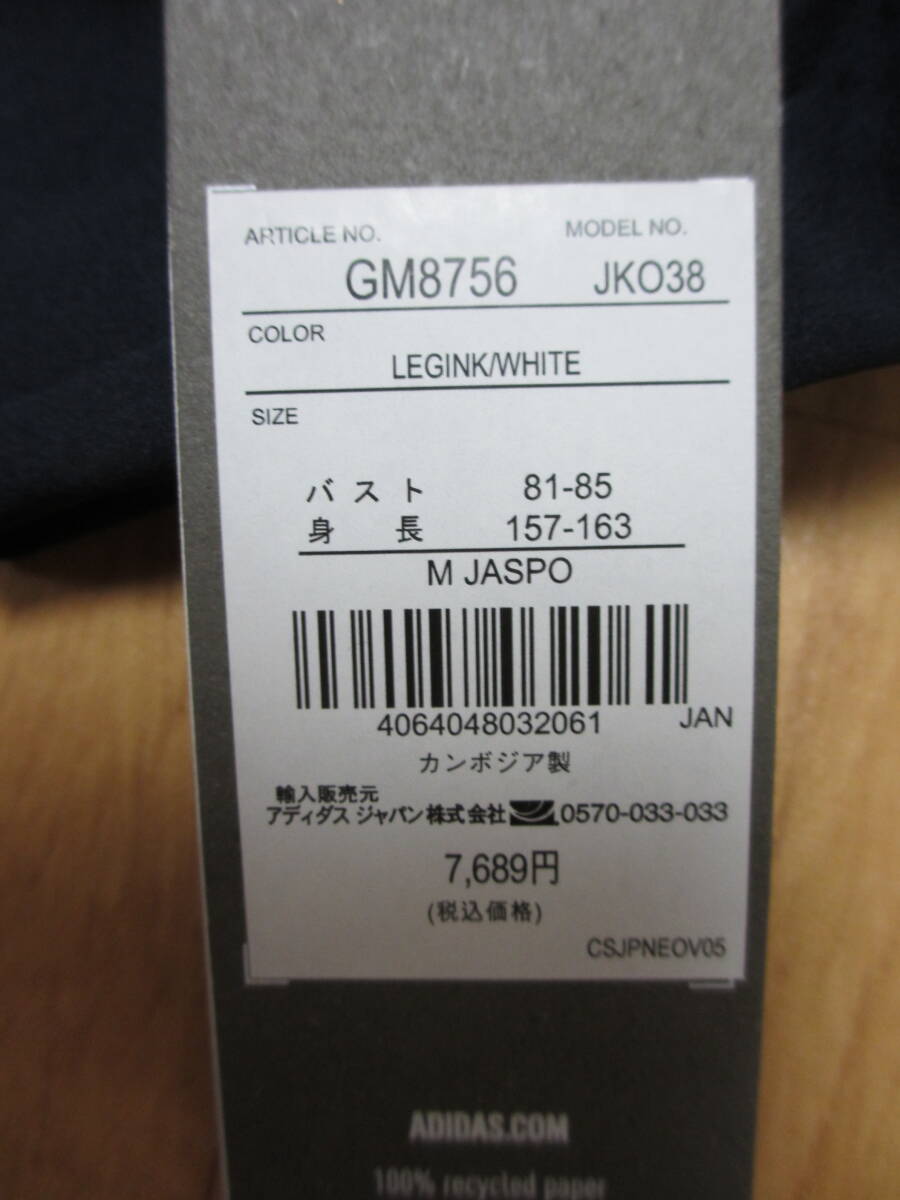 ARTICLE NO. MODEL NO.
GM8756 JKO38
COLOR
LEGINK/WHITE
SIZE
バスト 81-85
身長 157-163
M JASPO
4064048032061 JAN
カンボジア製
輸入販売元
アディダス ジャパン株式会社 0570-033-033
7,689円
(税込価格)
CSJPNEOV05
ADIDAS.COM
100% recycled paper